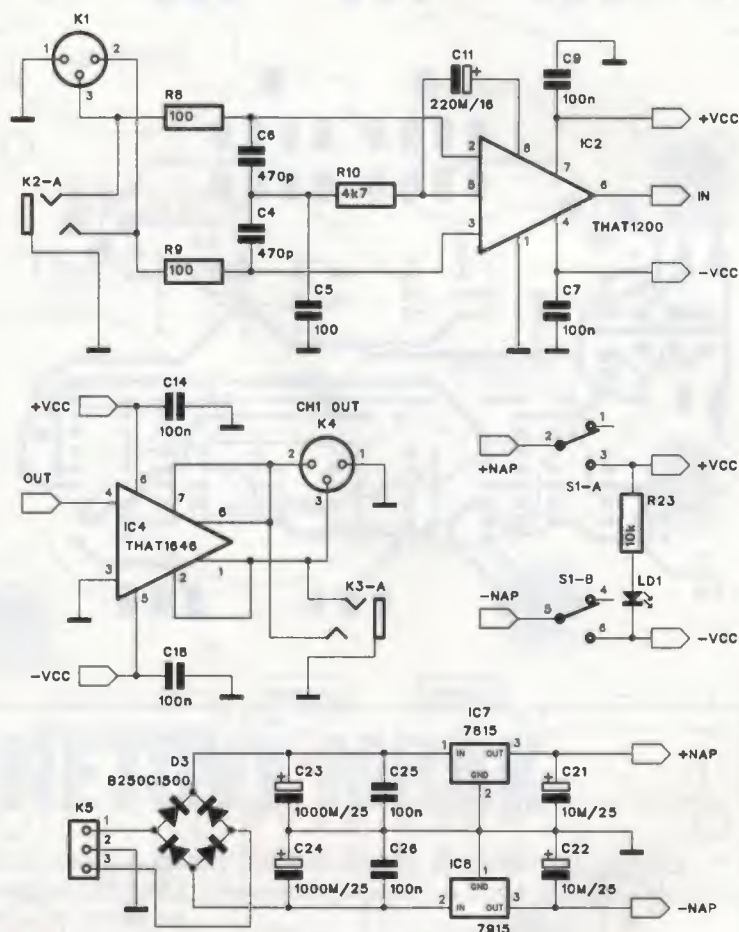 K1
1
2
3
K2-A
R8
100
R9
100
C6
470p
C4
470p
C5
100
R10
4k7
C11
+
220M/16
C9
100n
IC2
THAT1200
2
5
3
8
7
6
4
1
C7
100n
+VCC
IN
-VCC
+VCC
C14
100n
OUT
4
6
7
6
IC4
THAT1646
3
2
1
5
-VCC
C18
100n
CH1 OUT
K4
2
1
3
K3-A
+NAP
2
1
3
S1-A
+VCC
R23
10k
-NAP
5
S1-B
4
6
LD1
-VCC
K5
1
2
3
D3
B250C1500
+
C23
1000M/25
+
C24
1000M/25
C25
100n
C26
100n
IC7
7815
1
IN
OUT
3
GND
2
IC8
1
GND
2
IN
OUT
3
7915
+
C21
10M/25
+
C22
10M/25
+NAP
-NAP